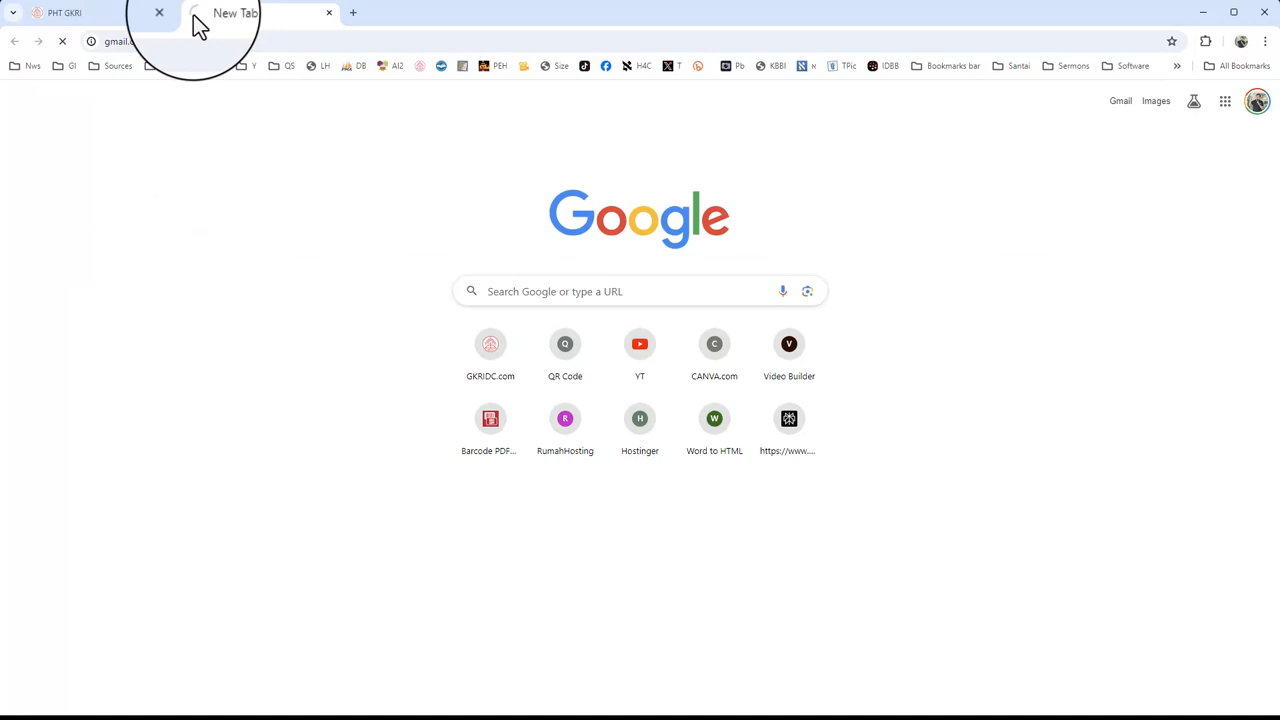 PHT GKRI
New Tab
gmail.c
Nws GI Sources Y QS LH DB AI2 PEH Size H4C T Pb KBBI N TPic IDBB Bookmarks bar Santai Sermons Software All Bookmarks
Gmail Images
Google
Search Google or type a URL
GKRIDC.com QR Code YT CANVA.com Video Builder
Barcode PDF... RumahHosting Hostinger Word to HTML https://www....